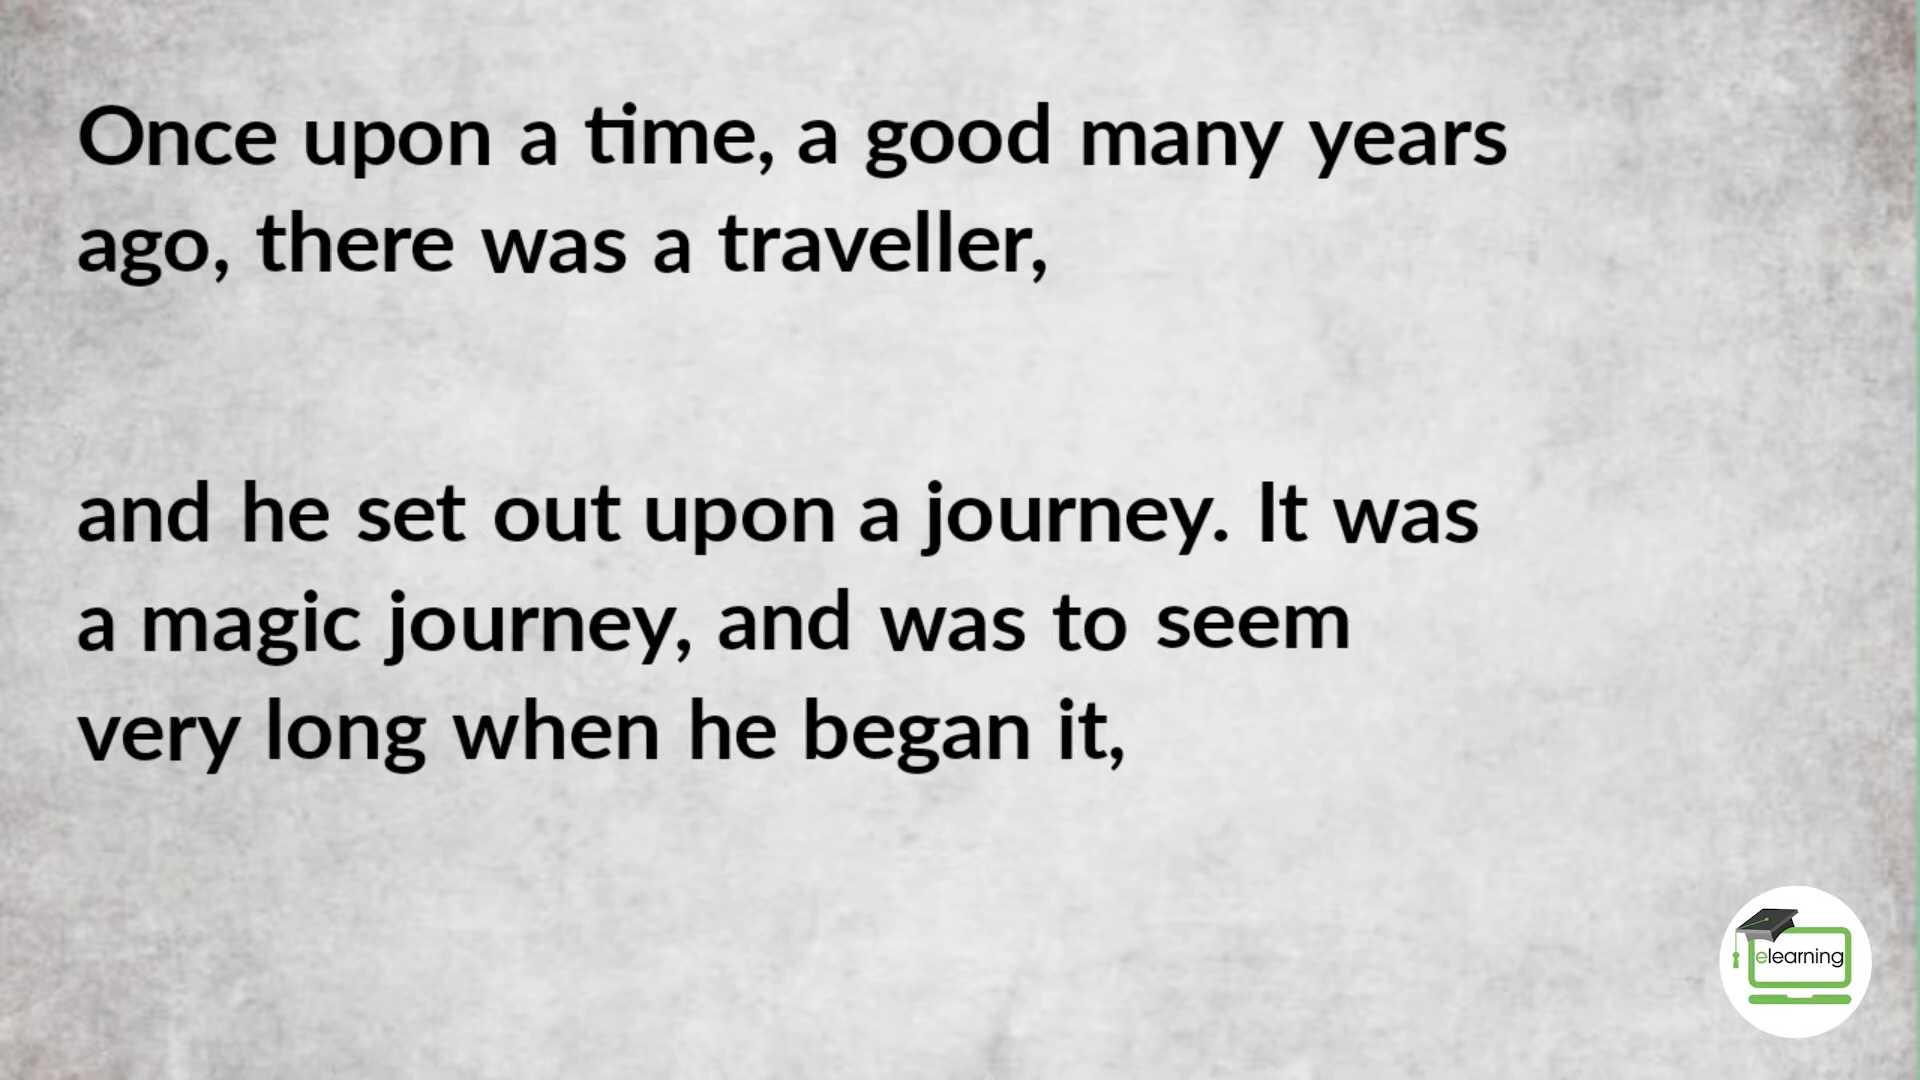 Once upon a time, a good many years
ago, there was a traveller,
and he set out upon a journey. It was
a magic journey, and was to seem
very long when he began it,
elearning